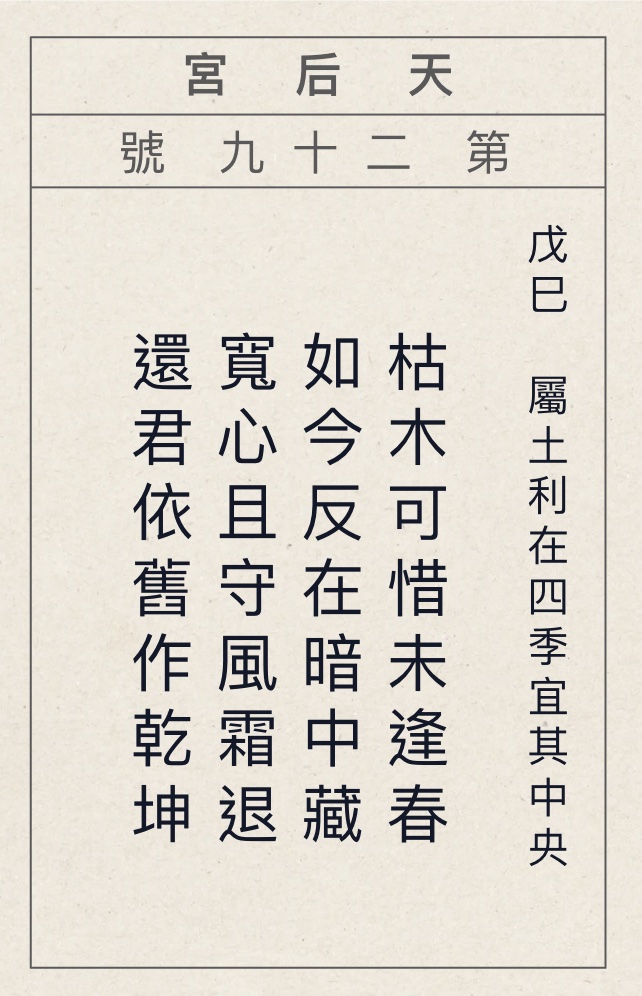 天后宮
第二十九號
戊巳 屬土利在四季宜其中央
枯木可惜未逢春
如今反在暗中藏
寬心且守風霜退
還君依舊作乾坤